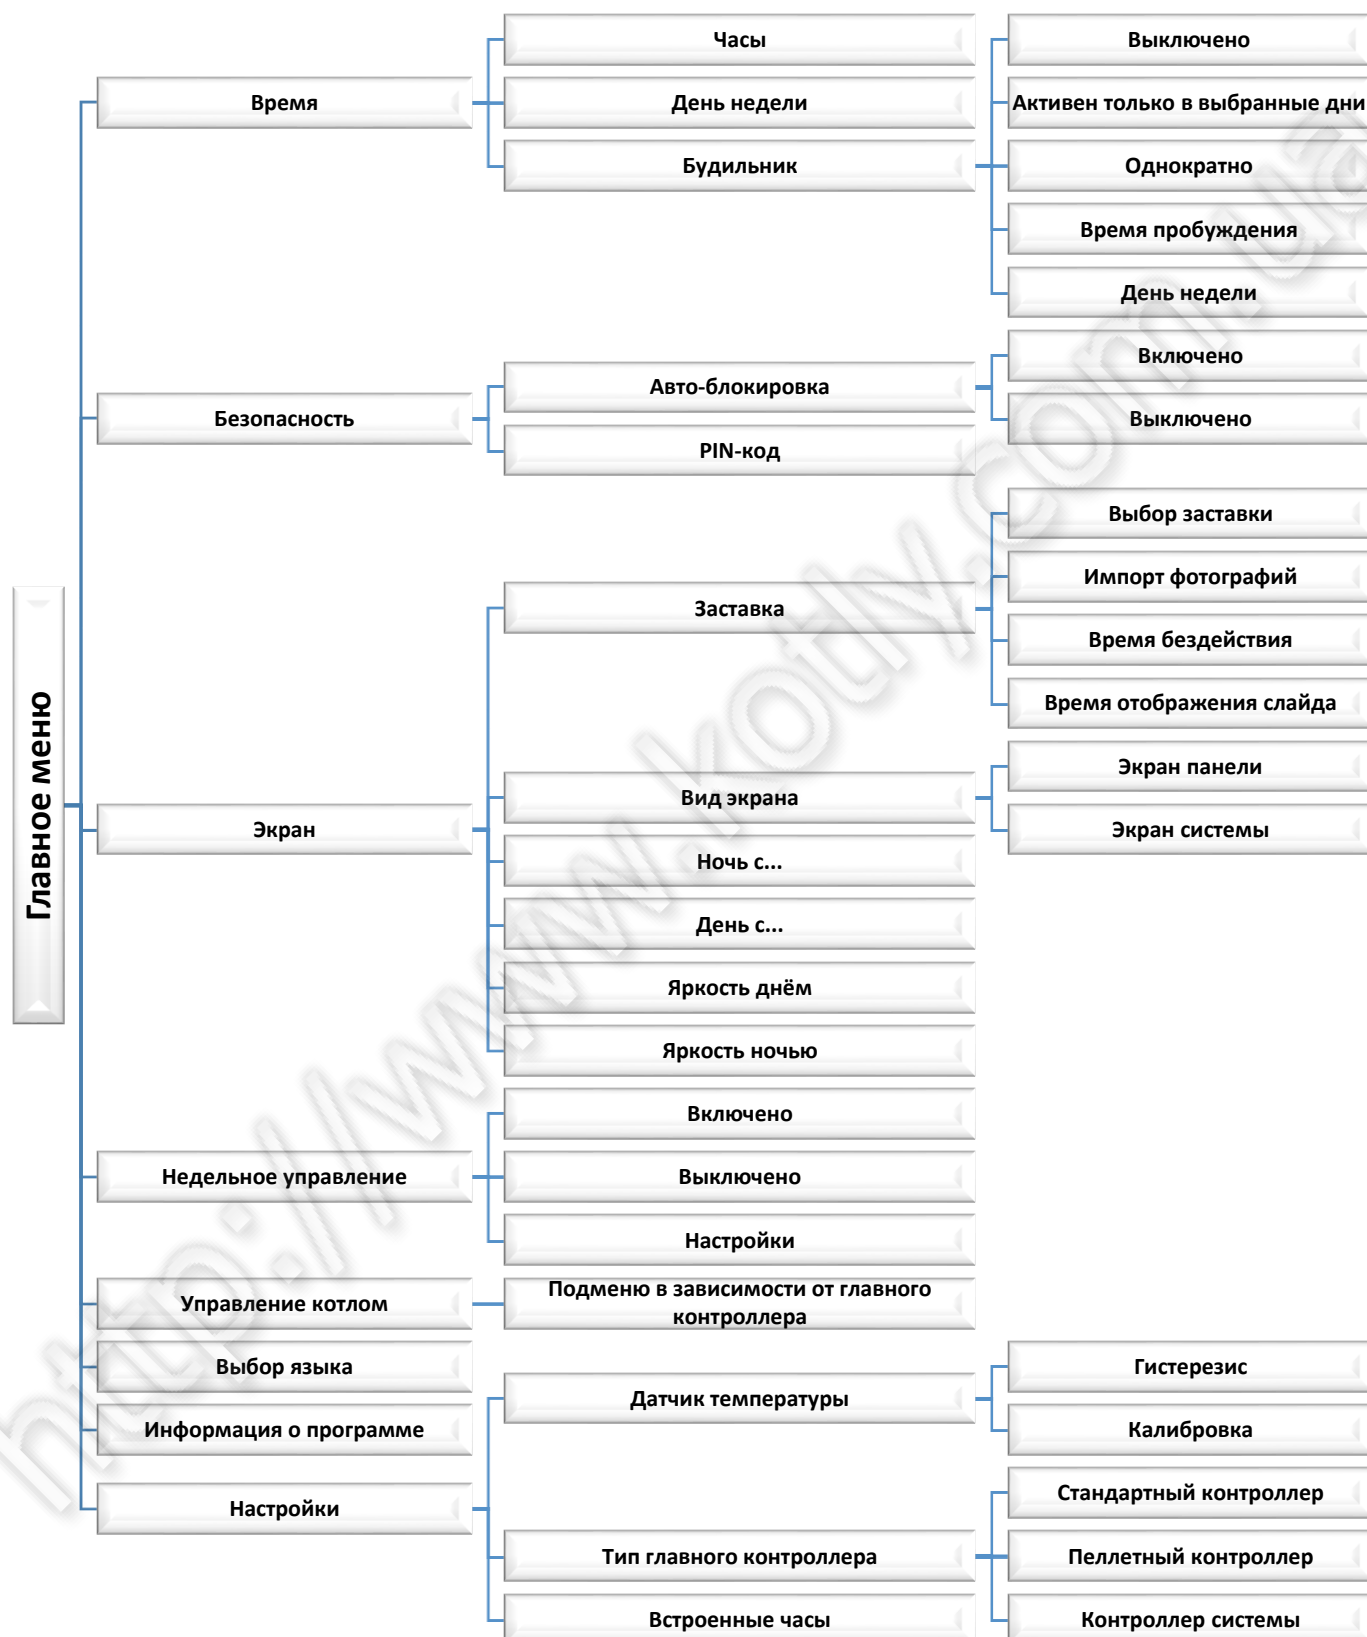 Главное меню
Время
Часы
День недели
Будильник
Выключено
Активен только в выбранные дни
Однократно
Время пробуждения
День недели
Безопасность
Авто-блокировка
Включено
Выключено
PIN-код
Экран
Заставка
Выбор заставки
Импорт фотографий
Время бездействия
Время отображения слайда
Вид экрана
Экран панели
Экран системы
Ночь с...
День с...
Яркость днём
Яркость ночью
Недельное управление
Включено
Выключено
Настройки
Управление котлом
Подменю в зависимости от главного
контроллера
Выбор языка
Информация о программе
Настройки
Датчик температуры
Гистерезис
Калибровка
Тип главного контроллера
Стандартный контроллер
Пеллетный контроллер
Контроллер системы
Встроенные часы
http://www.kotly.com.ua